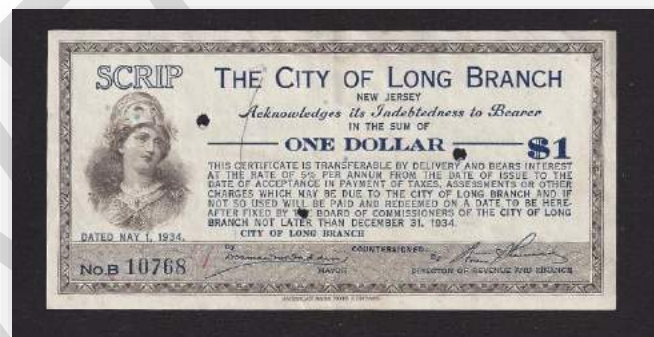 SCRIP
THE CITY OF LONG BRANCH
NEW JERSEY
Acknowledges its Indebtedness to Bearer
IN THE SUM OF
ONE DOLLAR $1
THIS CERTIFICATE IS TRANSFERABLE BY DELIVERY AND BEARS INTEREST
AT THE RATE OF 5% PER ANNUM FROM THE DATE OF ISSUE TO THE
DATE OF ACCEPTANCE IN PAYMENT OF TAXES, ASSESSMENTS OR OTHER
CHARGES WHICH MAY BE DUE TO THE CITY OF LONG BRANCH AND IF
NOT SO USED WILL BE PAID AND REDEEMED ON A DATE TO BE HERE-
AFTER FIXED BY THE BOARD OF COMMISSIONERS OF THE CITY OF LONG
BRANCH NOT LATER THAN DECEMBER 31, 1934.
DATED MAY 1, 1934.
CITY OF LONG BRANCH
By COUNTERSIGNED By
No.B 10768
MAYOR DIRECTOR OF REVENUE AND FINANCE
AMERICAN BANK NOTE COMPANY